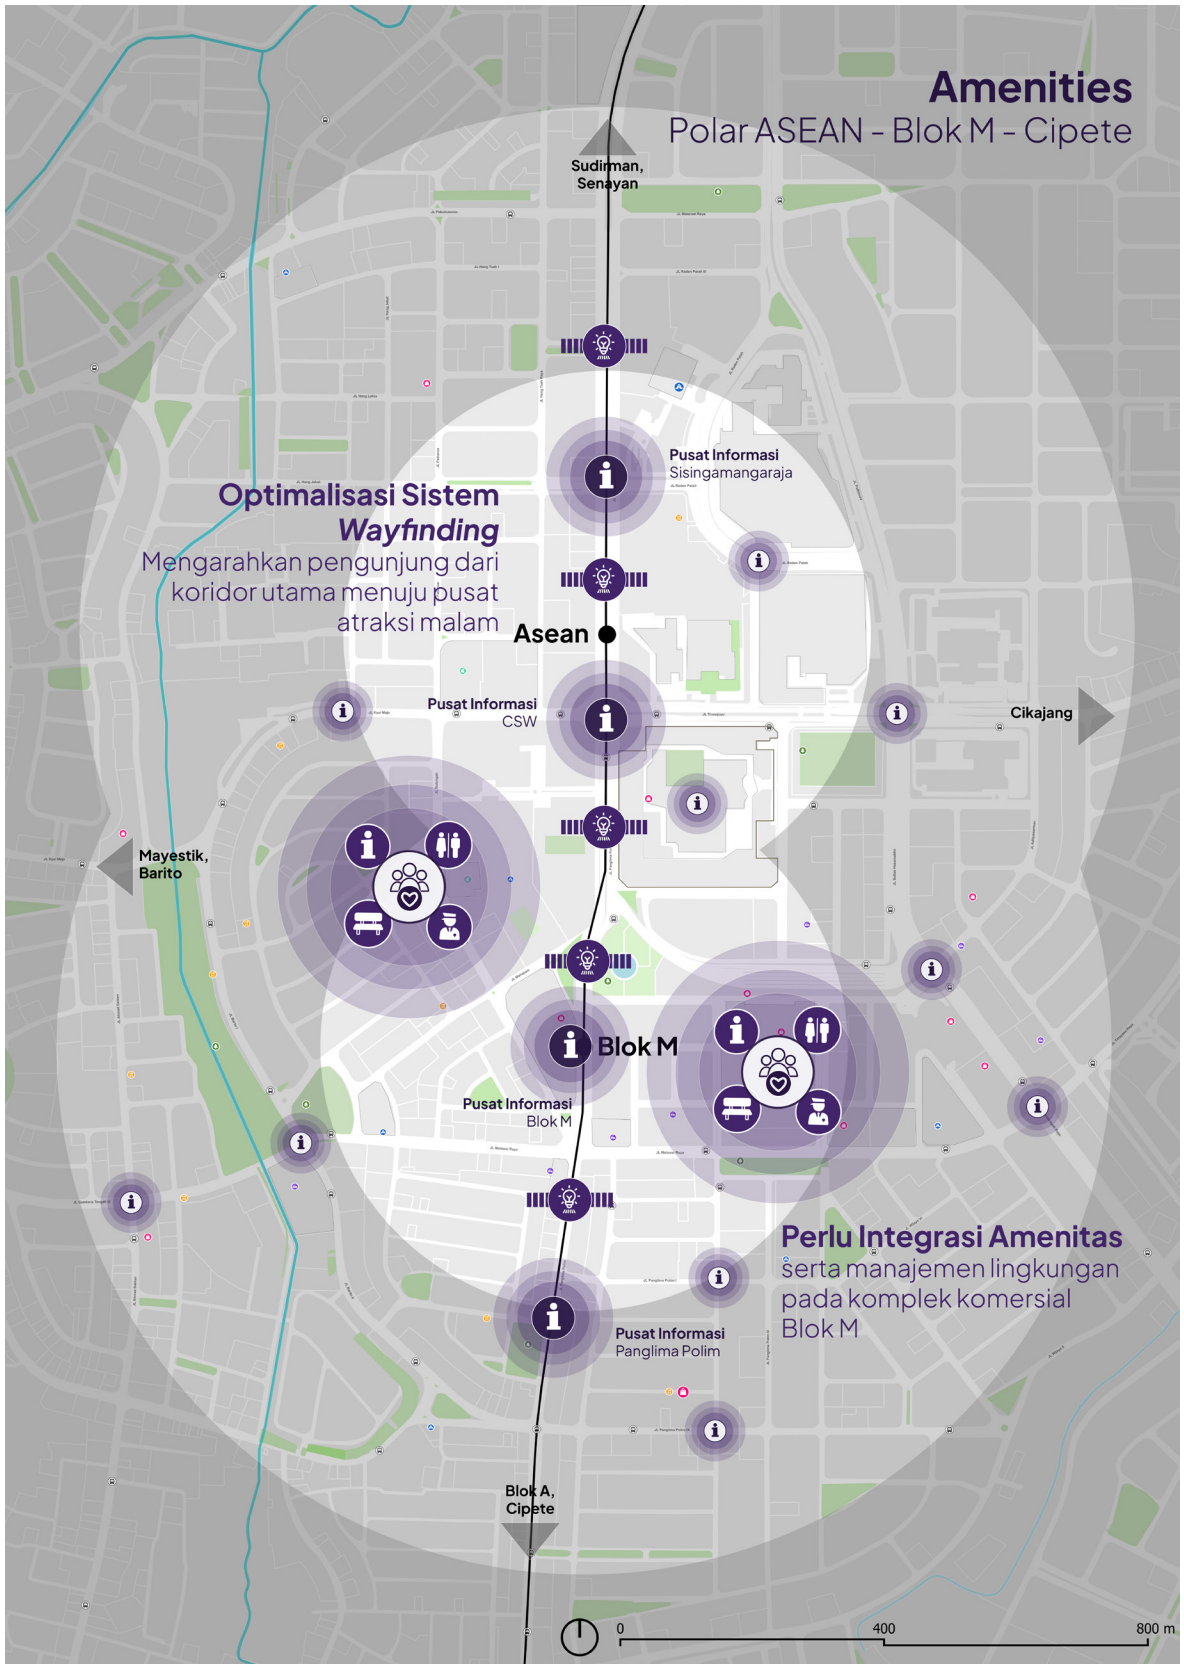 Amenities
Polar ASEAN - Blok M - Cipete
Sudirman,
Senayan
Pusat Informasi
Sisingamangaraja
Optimalisasi Sistem
Wayfinding
Mengarahkan pengunjung dari
koridor utama menuju pusat
atraksi malam
Asean
Pusat Informasi
CSW
Cikajang
Mayestik,
Barito
Blok M
Pusat Informasi
Blok M
Perlu Integrasi Amenitas
serta manajemen lingkungan
pada komplek komersial
Blok M
Pusat Informasi
Panglima Polim
Blok A,
Cipete
0
400
800 m